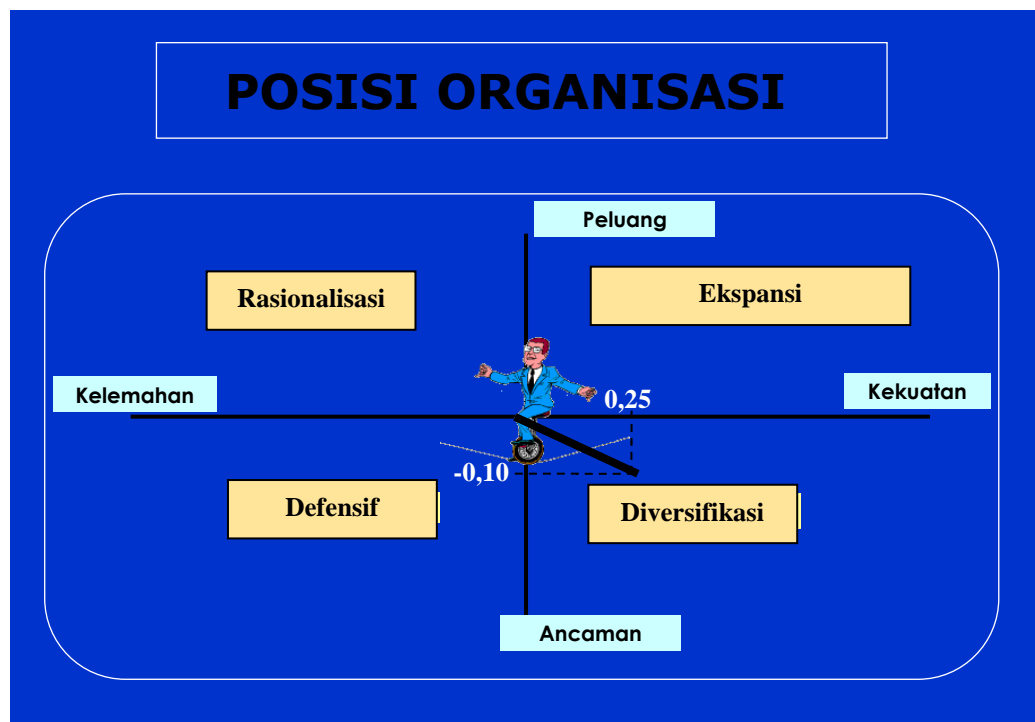 POSISI ORGANISASI
Peluang
Rasionalisasi
Ekspansi
Kelemahan
Kekuatan
0,25
-0,10
Defensif
Diversifikasi
Ancaman